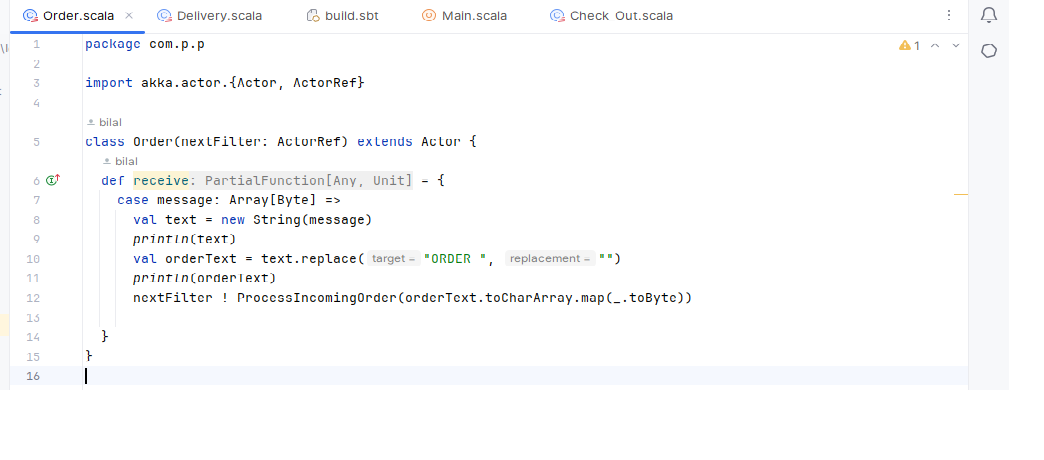 Order.scala Delivery.scala build.sbt Main.scala Check Out.scala
1 package com.p.p 1
2
3 import akka.actor.{Actor, ActorRef}
4
bilal
5 class Order(nextFilter: ActorRef) extends Actor {
bilal
6 def receive: PartialFunction[Any, Unit] = {
7 case message: Array[Byte] =>
8 val text = new String(message)
9 println(text)
10 val orderText = text.replace( target = "ORDER ", replacement = "")
11 println(orderText)
12 nextFilter ! ProcessIncomingOrder(orderText.toCharArray.map(_.toByte))
13
14 }
15 }
16